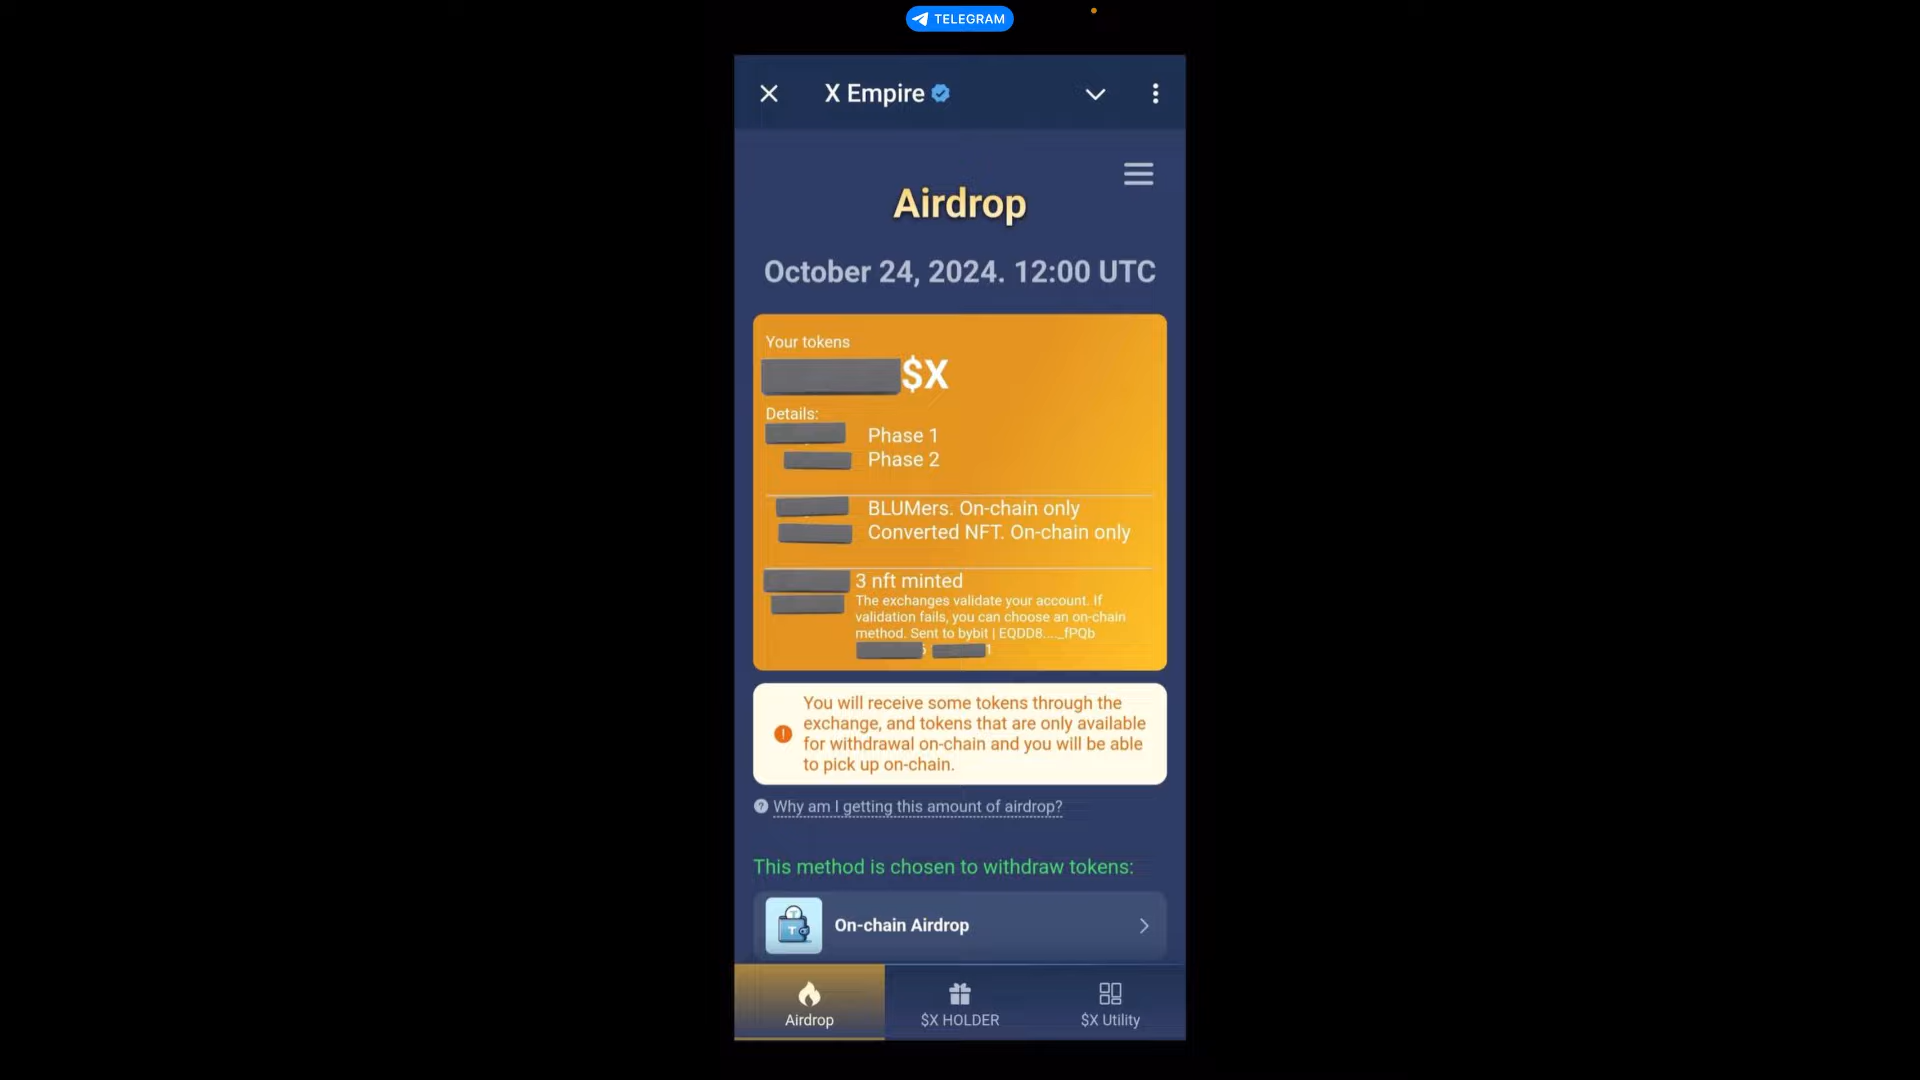 TELEGRAM
X Empire
Airdrop
October 24, 2024. 12:00 UTC
Your tokens
$X
Details:
Phase 1
Phase 2
BLUMers. On-chain only
Converted NFT. On-chain only
3 nft minted
The exchanges validate your account. If
validation fails, you can choose an on-chain
method. Sent to bybit | EQDD8...._fPQb
1
You will receive some tokens through the
exchange, and tokens that are only available
for withdrawal on-chain and you will be able
to pick up on-chain.
Why am I getting this amount of airdrop?
This method is chosen to withdraw tokens:
On-chain Airdrop
Airdrop
$X HOLDER
$X Utility